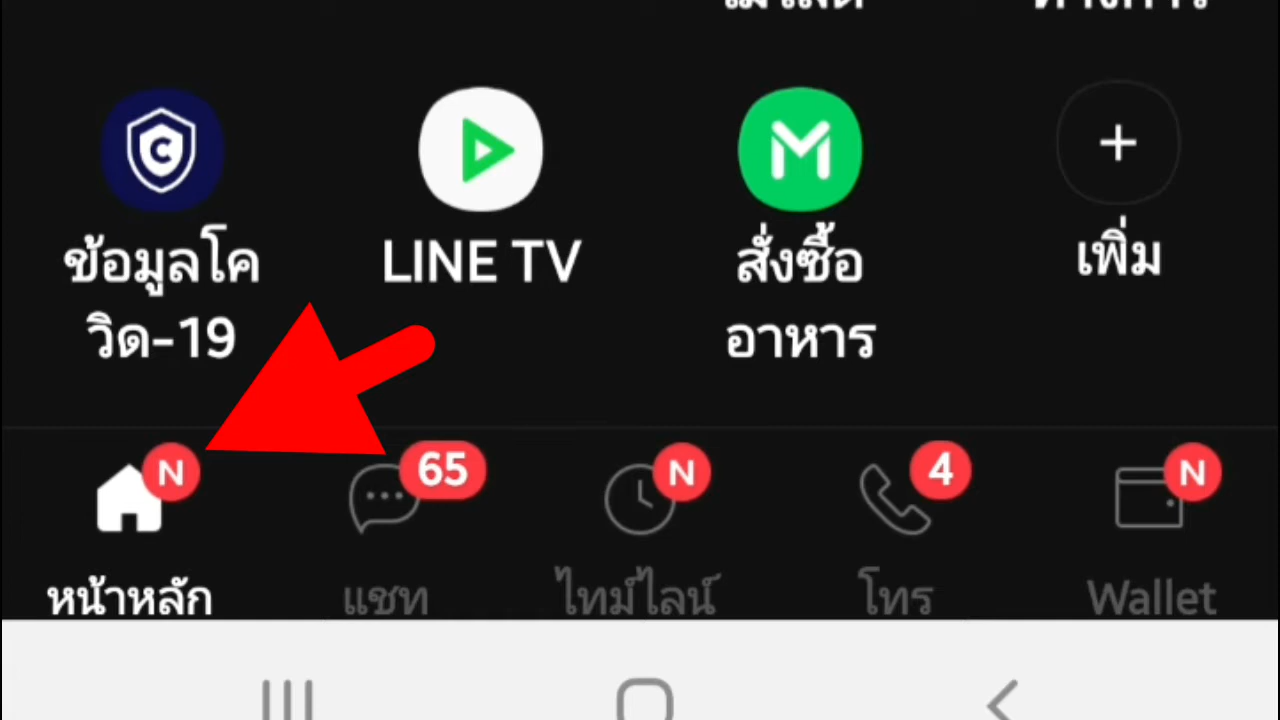 ข้อมูลโค LINE TV สั่งซื้อ เพิ่ม
วิด-19 อาหาร
N 65 N 4 N
หน้าหลัก แชท ไทม์ไลน์ โทร Wallet